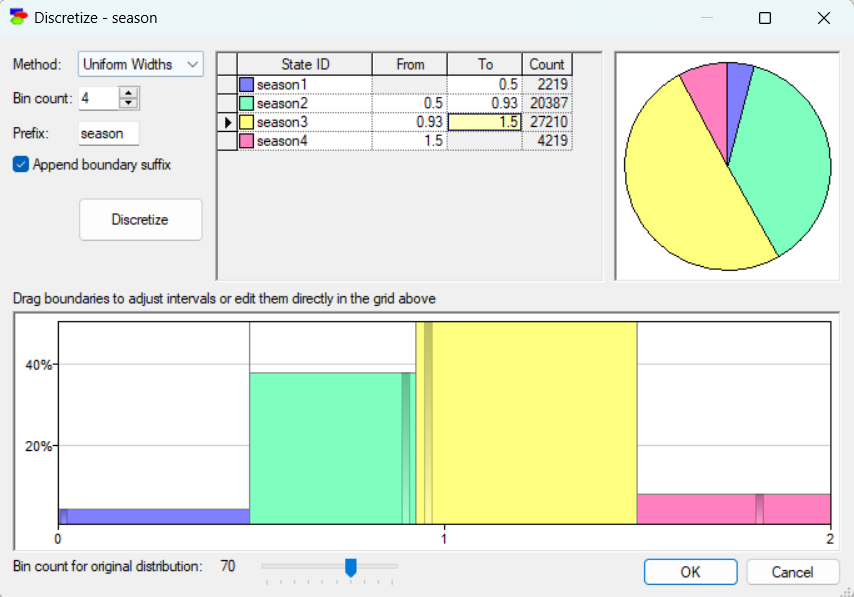 Discretize - season
Method: Uniform Widths
Bin count: 4
Prefix: season
Append boundary suffix
Discretize
State ID From To Count
season1 0.5 2219
season2 0.5 0.93 20387
season3 0.93 1.5 27210
season4 1.5 4219
Drag boundaries to adjust intervals or edit them directly in the grid above
40%
20%
0 1 2
Bin count for original distribution: 70
OK Cancel